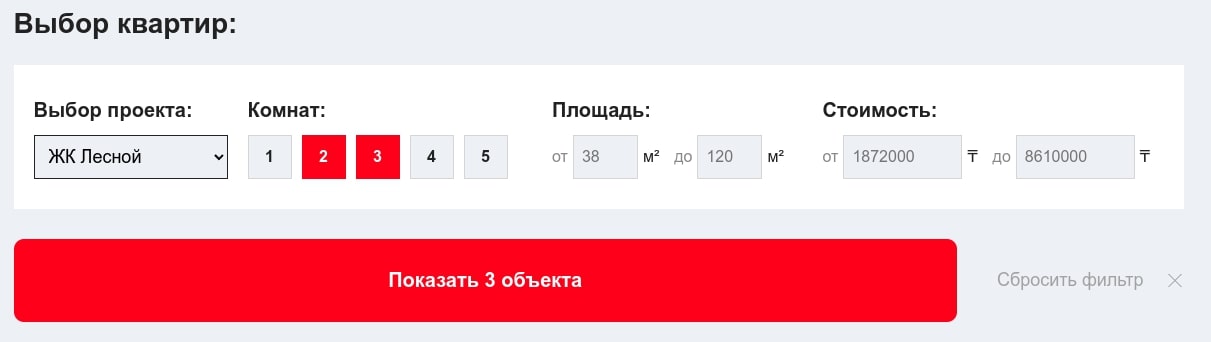 Выбор квартир:
Выбор проекта: Комнат: Площадь: Стоимость:
ЖК Лесной 1 2 3 4 5 от 38 м² до 120 м² от 1872000 ₸ до 8610000 ₸
Показать 3 объекта Сбросить фильтр